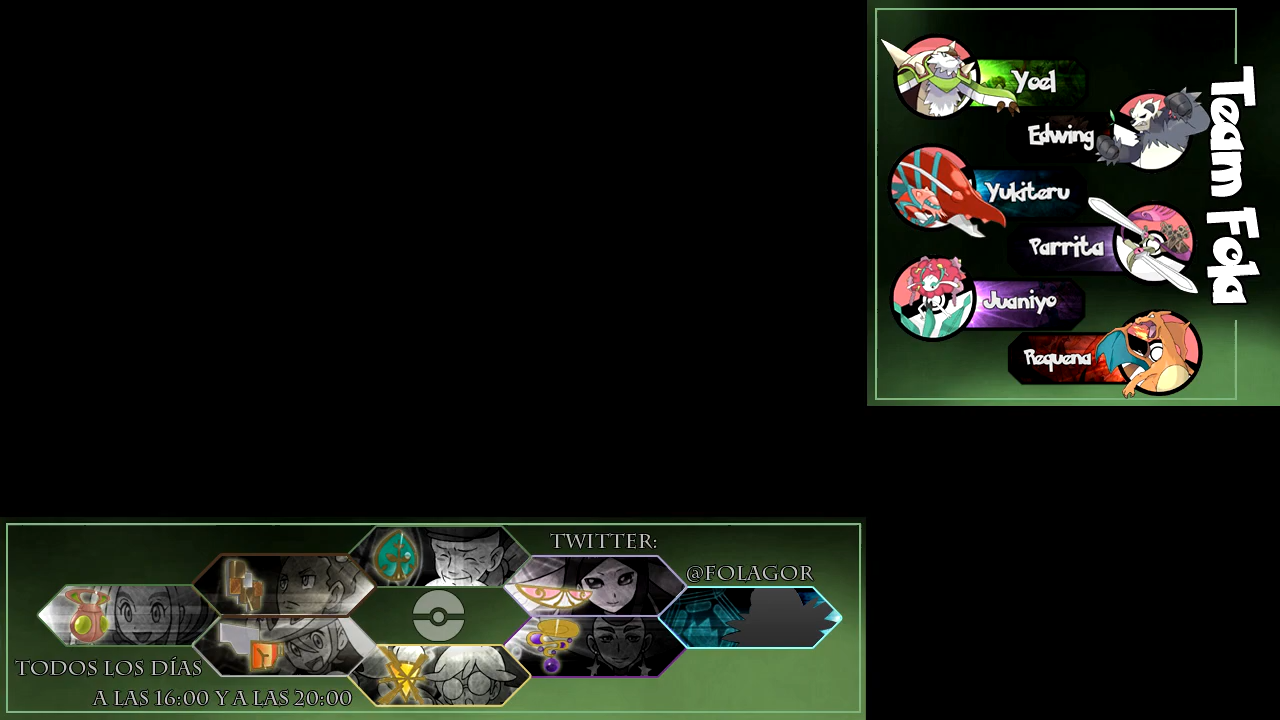 Yoel
Edwing
Yukiteru
Parrita
Juaniyo
Requena
Team Fola
TWITTER:
@FOLAGOR
TODOS LOS DÍAS
A LAS 16:00 Y A LAS 20:00